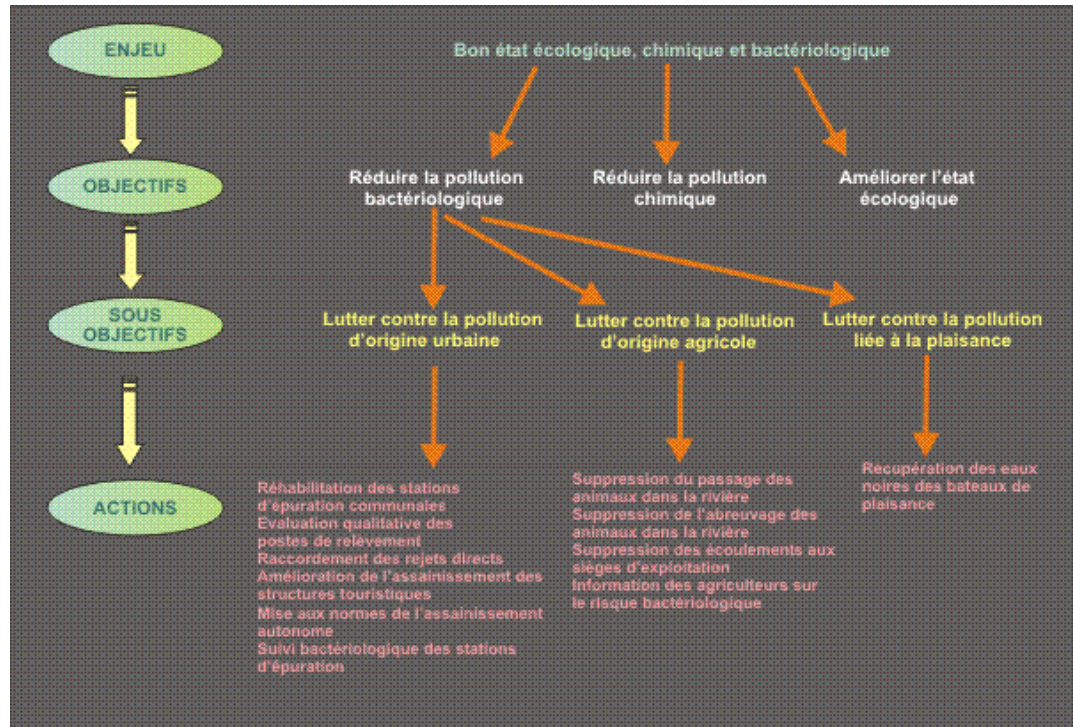 ENJEU
Bon état écologique, chimique et bactériologique
OBJECTIFS
Réduire la pollution
bactériologique
Réduire la pollution
chimique
Améliorer l'état
écologique
SOUS
OBJECTIFS
Lutter contre la pollution
d'origine urbaine
Lutter contre la pollution
d'origine agricole
Lutter contre la pollution
liée à la plaisance
ACTIONS
Réhabilitation des stations
d'épuration communales
Evaluation qualitative des
postes de relèvement
Raccordement des rejets directs
Amélioration de l'assainissement des
structures touristiques
Mise aux normes de l'assainissement
autonome
Suivi bactériologique des stations
d'épuration
Suppression du passage des
animaux dans la rivière
Suppression de l'abreuvage des
animaux dans la rivière
Suppression des écoulements aux
sièges d'exploitation
Information des agriculteurs sur
le risque bactériologique
Recupération des eaux
noires des bateaux de
plaisance